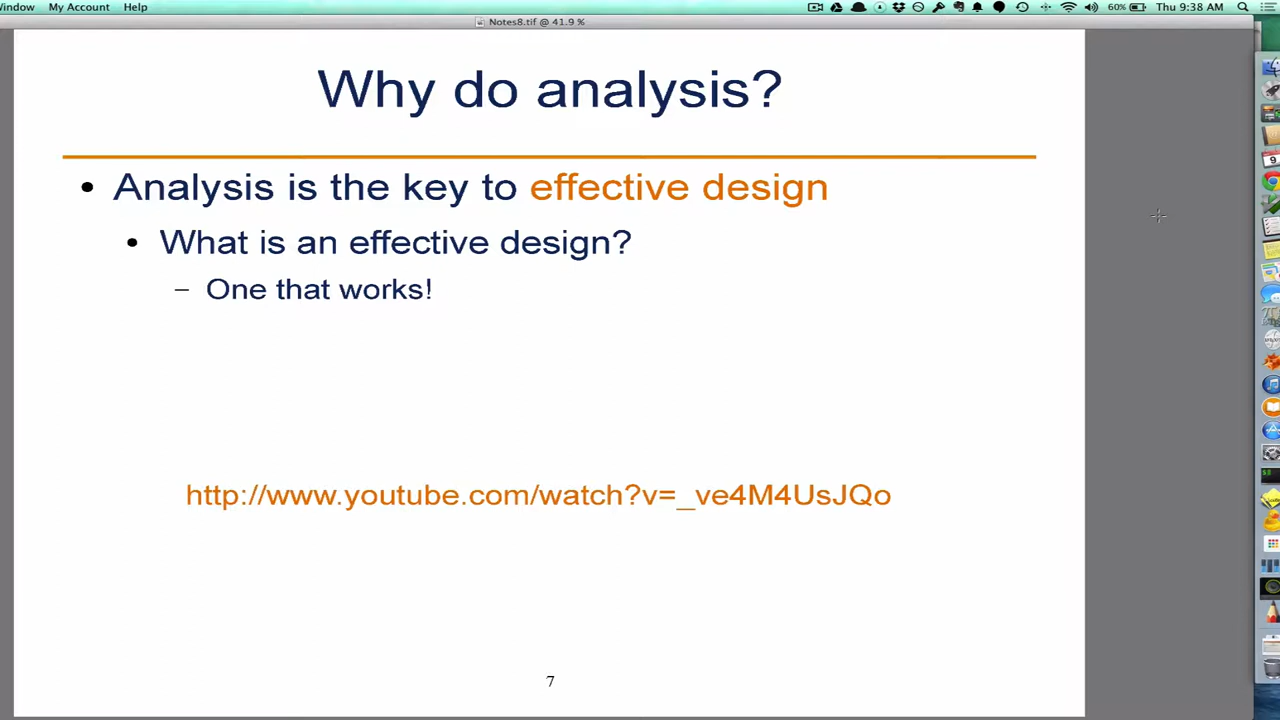 Window My Account Help 60% Thu 9:38 AM
Notes8.tif @ 41.9 %
Why do analysis?
• Analysis is the key to effective design
• What is an effective design?
– One that works!
http://www.youtube.com/watch?v=_ve4M4UsJQo
7